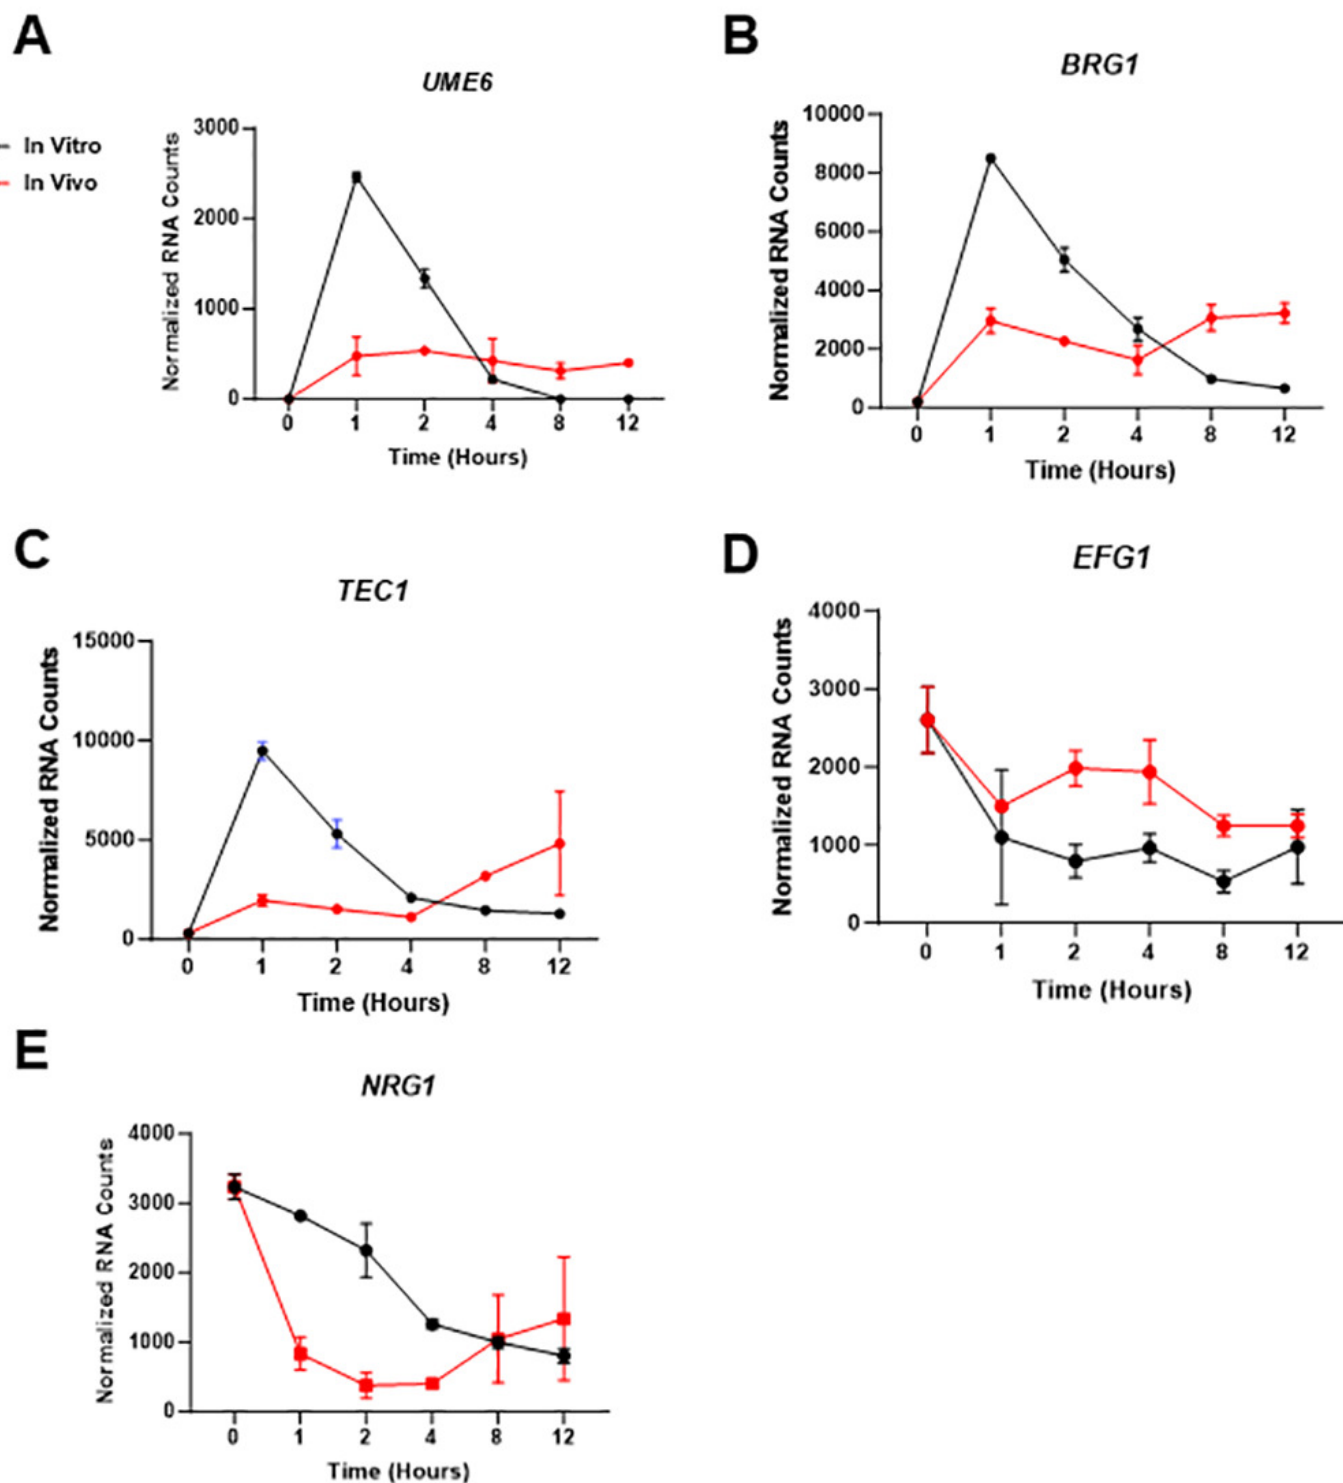 A
UME6
In Vitro
In Vivo
Normalized RNA Counts
3000
2000
1000
0
0 1 2 4 8 12
Time (Hours)
B
BRG1
Normalized RNA Counts
10000
8000
6000
4000
2000
0
0 1 2 4 8 12
Time (Hours)
C
TEC1
Normalized RNA Counts
15000
10000
5000
0
0 1 2 4 8 12
Time (Hours)
D
EFG1
Normalized RNA Counts
4000
3000
2000
1000
0
0 1 2 4 8 12
Time (Hours)
E
NRG1
Normalized RNA Counts
4000
3000
2000
1000
0
0 1 2 4 8 12
Time (Hours)